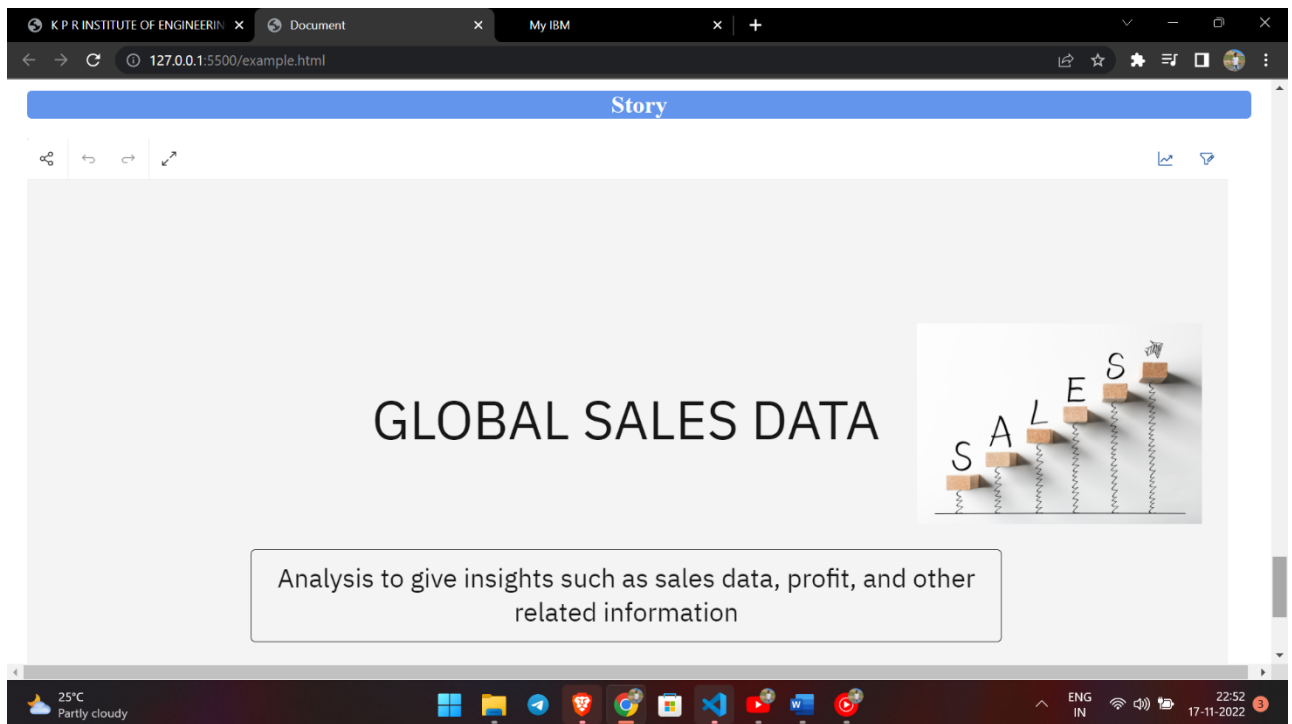 K P R INSTITUTE OF ENGINEERIN
Document
My IBM
127.0.0.1:5500/example.html
Story
GLOBAL SALES DATA
S A L E S
Analysis to give insights such as sales data, profit, and other
related information
25°C
Partly cloudy
W
ENG
IN
22:52
17-11-2022
3